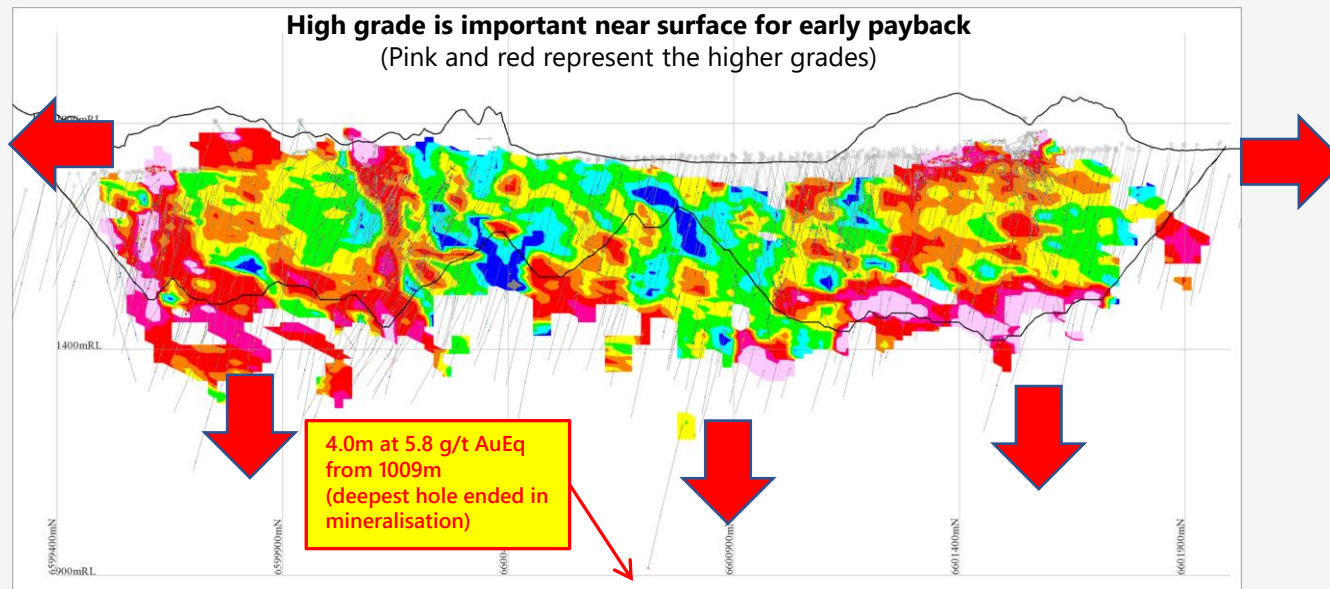 High grade is important near surface for early payback
(Pink and red represent the higher grades)
1400mRL
4.0m at 5.8 g/t AuEq
from 1009m
(deepest hole ended in
mineralisation)
6599400mN
6599900mN
6600900mN
6601400mN
6601900mN
900mRL